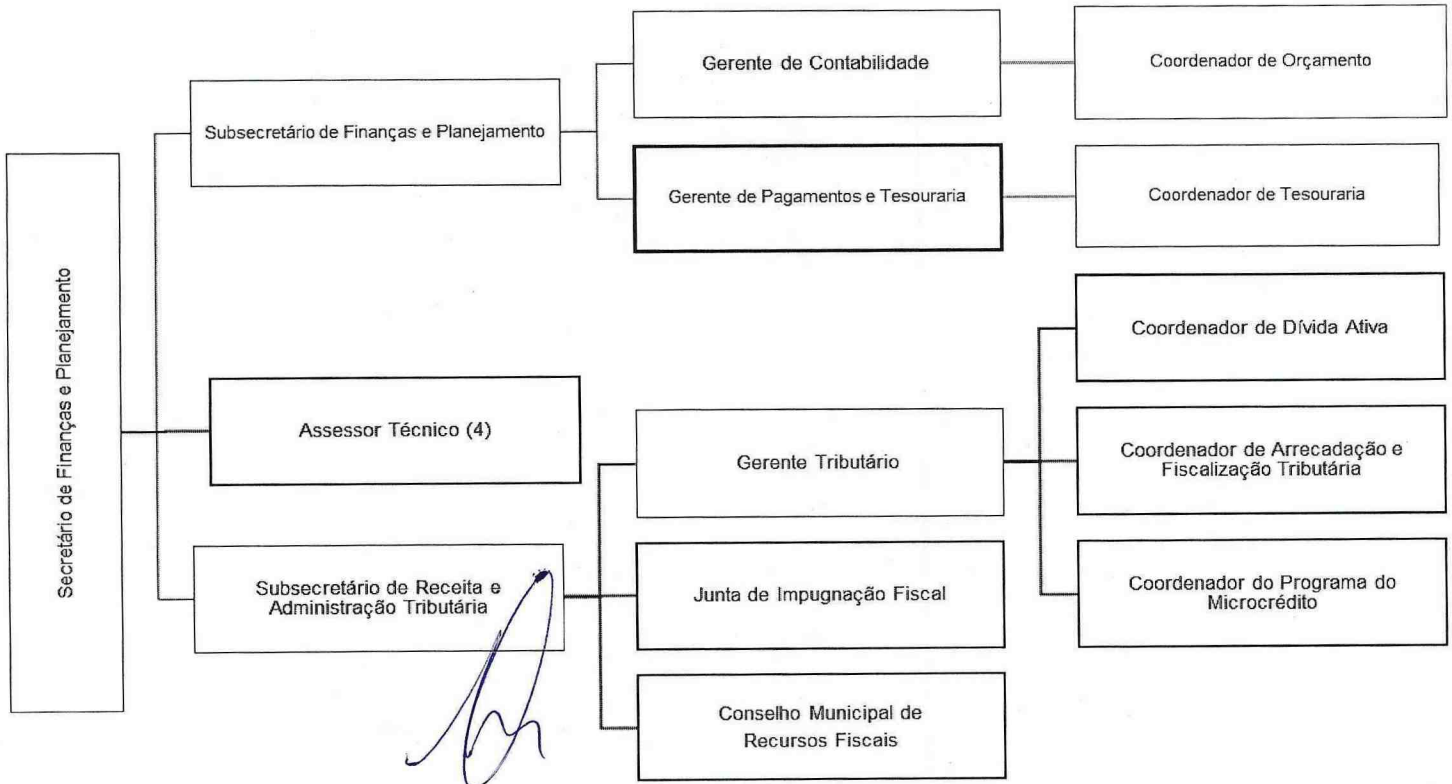 Secretário de Finanças e Planejamento
Subsecretário de Finanças e Planejamento
Gerente de Contabilidade
Coordenador de Orçamento
Gerente de Pagamentos e Tesouraria
Coordenador de Tesouraria
Assessor Técnico (4)
Subsecretário de Receita e
Administração Tributária
Gerente Tributário
Coordenador de Dívida Ativa
Coordenador de Arrecadação e
Fiscalização Tributária
Coordenador do Programa do
Microcrédito
Junta de Impugnação Fiscal
Conselho Municipal de
Recursos Fiscais